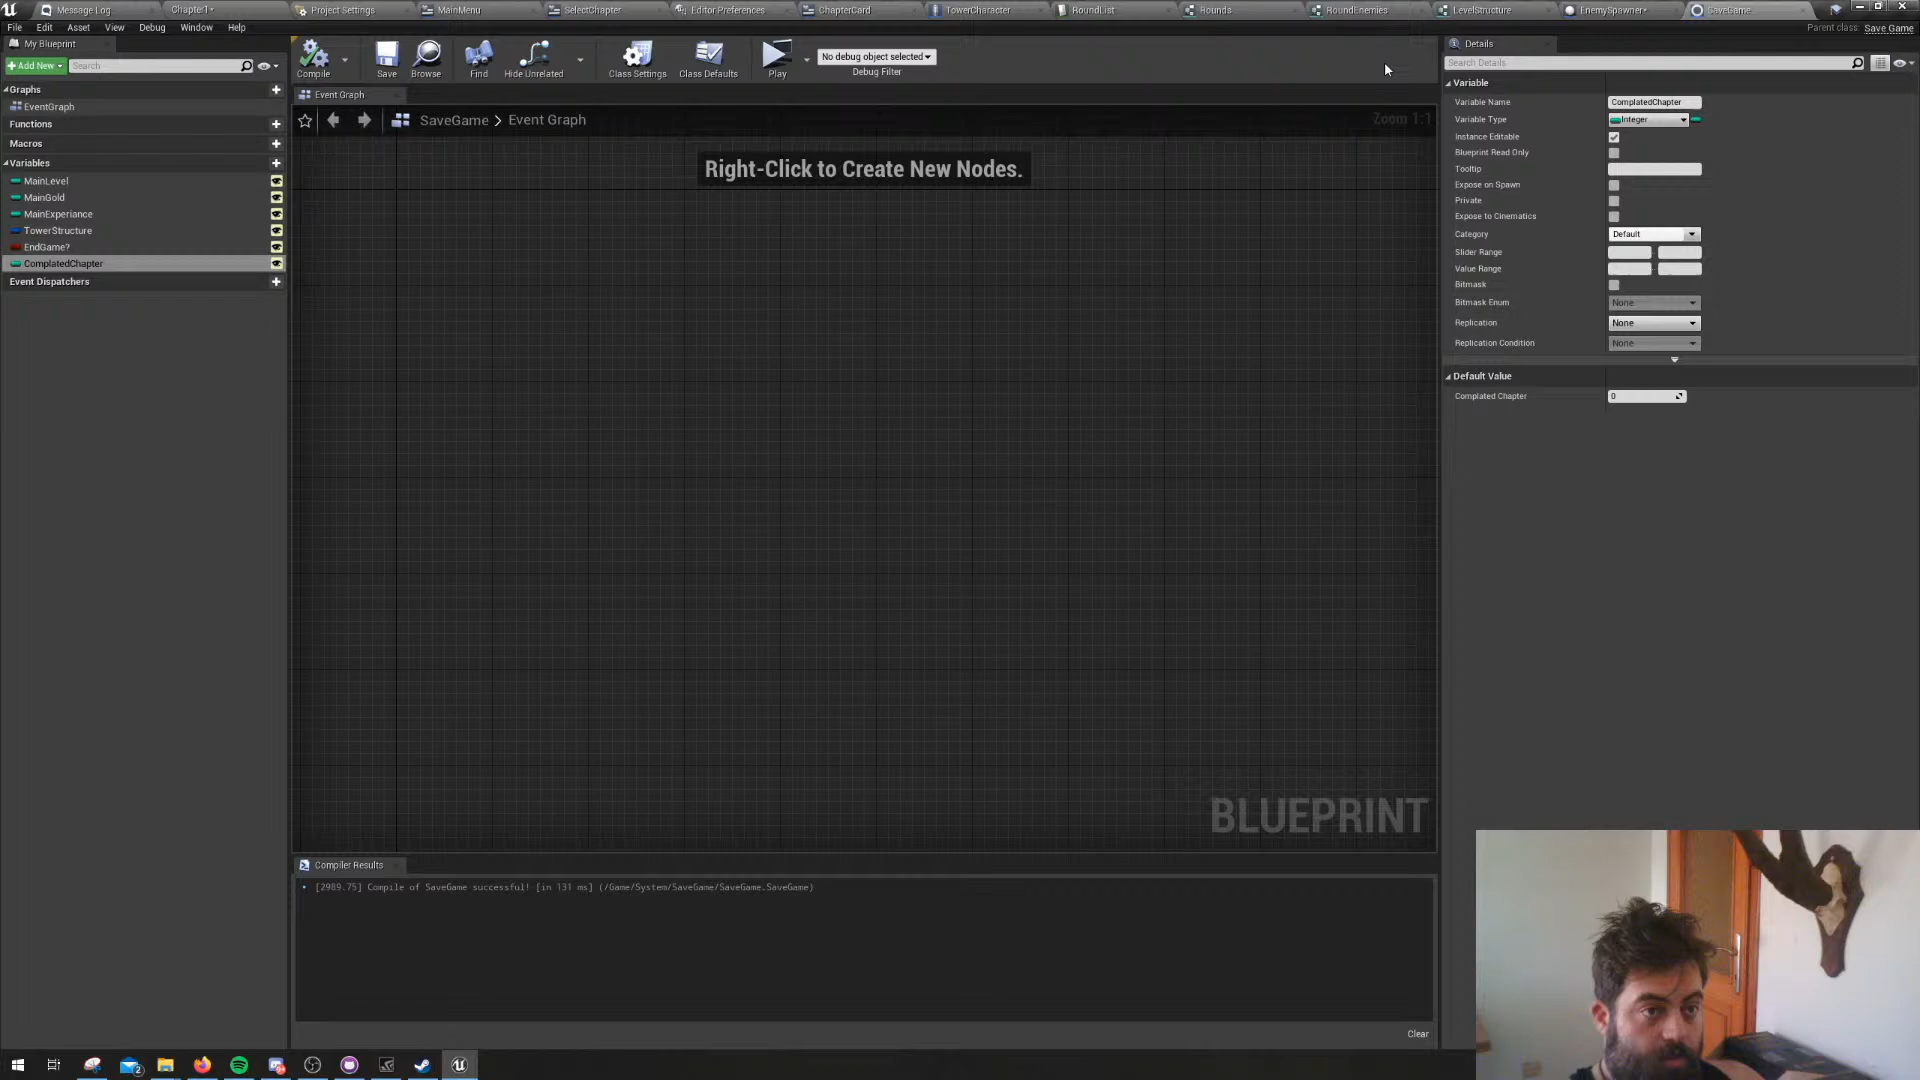 Message Log
Chapter1*
Project Settings
MainMenu
SelectChapter
EditorPreferences
ChapterCard
TowerCharacter
RoundList
Rounds
RoundEnemies
LevelStructure
EnemySpawner*
SaveGame
File Edit Asset View Debug Window Help
Parent class: Save Game
My Blueprint
Add New
Search
Graphs
EventGraph
Functions
Macros
Variables
MainLevel
MainGold
MainExperiance
TowerStructure
EndGame?
ComplatedChapter
Event Dispatchers
Compile
Save
Browse
Find
Hide Unrelated
Class Settings
Class Defaults
Play
No debug object selected
Debug Filter
Event Graph
SaveGame > Event Graph
Zoom 1:1
Right-Click to Create New Nodes.
BLUEPRINT
Compiler Results
[2989.75] Compile of SaveGame successful! [in 131 ms] (/Game/System/SaveGame/SaveGame.SaveGame)
Clear
Details
Search Details
Variable
Variable Name ComplatedChapter
Variable Type Integer
Instance Editable
Blueprint Read Only
Tooltip
Expose on Spawn
Private
Expose to Cinematics
Category Default
Slider Range
Value Range
Bitmask
Bitmask Enum None
Replication None
Replication Condition None
Default Value
Complated Chapter 0
2